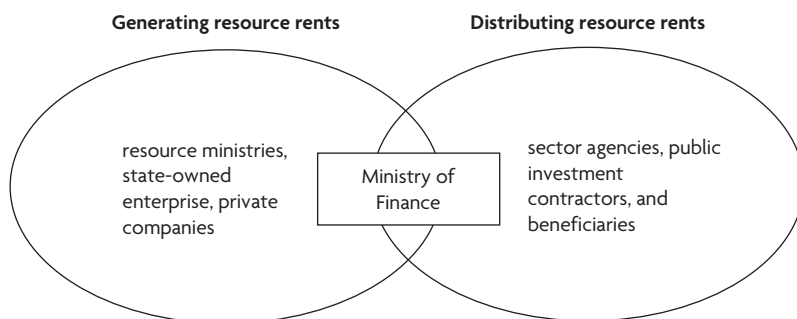 Generating resource rents
Distributing resource rents
resource ministries,
state-owned
enterprise, private
companies
Ministry of
Finance
sector agencies, public
investment
contractors, and
beneficiaries